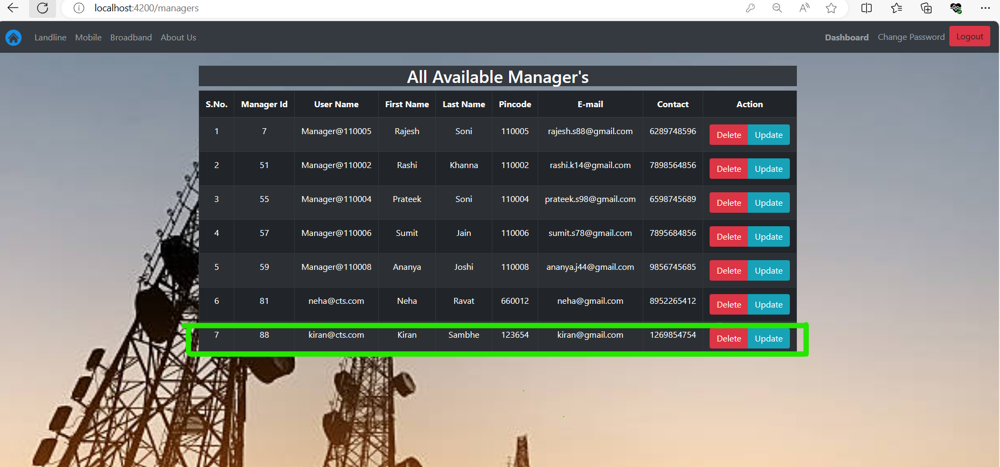 localhost:4200/managers
Landline Mobile Broadband About Us Dashboard Change Password Logout
All Available Manager's
S.No. Manager Id User Name First Name Last Name Pincode E-mail Contact Action
1 7 Manager@110005 Rajesh Soni 110005 rajesh.s88@gmail.com 6289748596 Delete Update
2 51 Manager@110002 Rashi Khanna 110002 rashi.k14@gmail.com 7898564856 Delete Update
3 55 Manager@110004 Prateek Soni 110004 prateek.s98@gmail.com 6598745689 Delete Update
4 57 Manager@110006 Sumit Jain 110006 sumit.s78@gmail.com 7895684856 Delete Update
5 59 Manager@110008 Ananya Joshi 110008 ananya.j44@gmail.com 9856745685 Delete Update
6 81 neha@cts.com Neha Ravat 660012 neha@gmail.com 8952265412 Delete Update
7 88 kiran@cts.com Kiran Sambhe 123654 kiran@gmail.com 1269854754 Delete Update